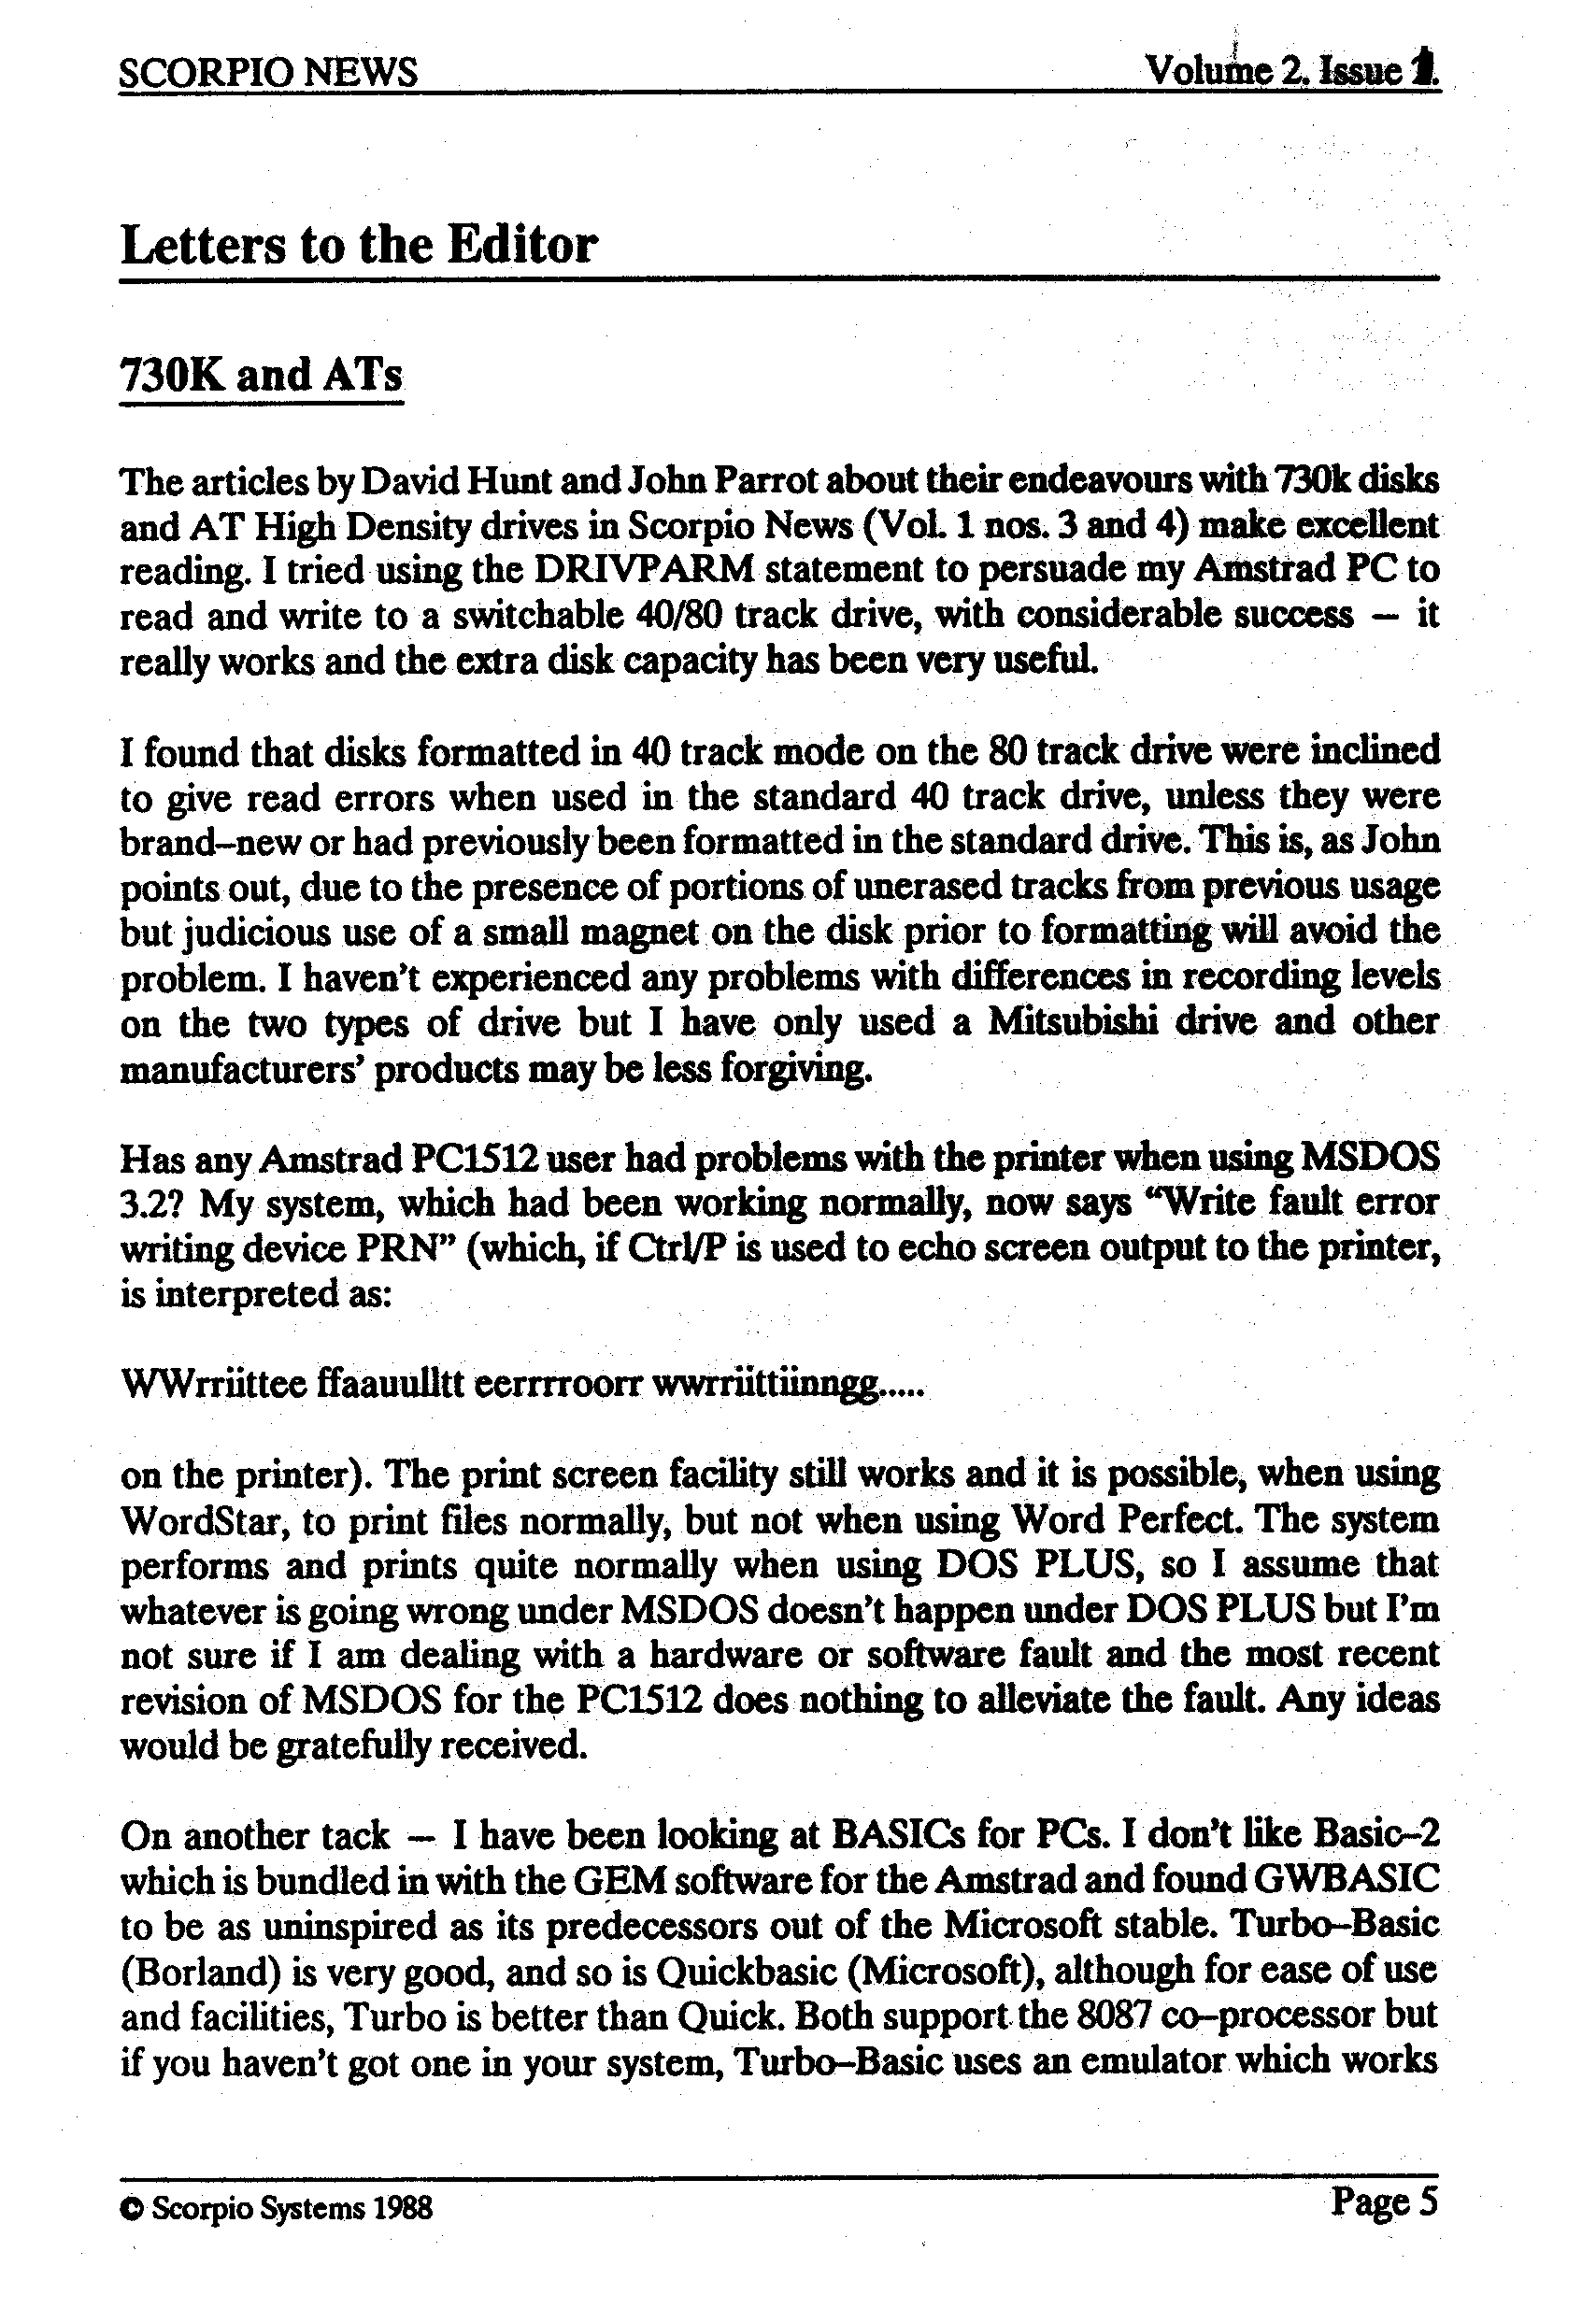 SCORPIO NEWS Volume 2. Issue 1.
Letters to the Editor
730K and ATs
The articles by David Hunt and John Parrot about their endeavours with 730k disks
and AT High Density drives in Scorpio News (Vol. 1 nos. 3 and 4) make excellent
reading. I tried using the DRIVPARM statement to persuade my Amstrad PC to
read and write to a switchable 40/80 track drive, with considerable success – it
really works and the extra disk capacity has been very useful.
I found that disks formatted in 40 track mode on the 80 track drive were inclined
to give read errors when used in the standard 40 track drive, unless they were
brand–new or had previously been formatted in the standard drive. This is, as John
points out, due to the presence of portions of unerased tracks from previous usage
but judicious use of a small magnet on the disk prior to formatting will avoid the
problem. I haven't experienced any problems with differences in recording levels
on the two types of drive but I have only used a Mitsubishi drive and other
manufacturers' products may be less forgiving.
Has any Amstrad PC1512 user had problems with the printer when using MSDOS
3.2? My system, which had been working normally, now says “Write fault error
writing device PRN” (which, if Ctrl/P is used to echo screen output to the printer,
is interpreted as:
WWrriittee ffaauulltt eerrrroorr wwrriittiinngg.....
on the printer). The print screen facility still works and it is possible, when using
WordStar, to print files normally, but not when using Word Perfect. The system
performs and prints quite normally when using DOS PLUS, so I assume that
whatever is going wrong under MSDOS doesn't happen under DOS PLUS but I'm
not sure if I am dealing with a hardware or software fault and the most recent
revision of MSDOS for the PC1512 does nothing to alleviate the fault. Any ideas
would be gratefully received.
On another tack – I have been looking at BASICs for PCs. I don't like Basic–2
which is bundled in with the GEM software for the Amstrad and found GWBASIC
to be as uninspired as its predecessors out of the Microsoft stable. Turbo–Basic
(Borland) is very good, and so is Quickbasic (Microsoft), although for ease of use
and facilities, Turbo is better than Quick. Both support the 8087 co–processor but
if you haven't got one in your system, Turbo–Basic uses an emulator which works
© Scorpio Systems 1988 Page 5